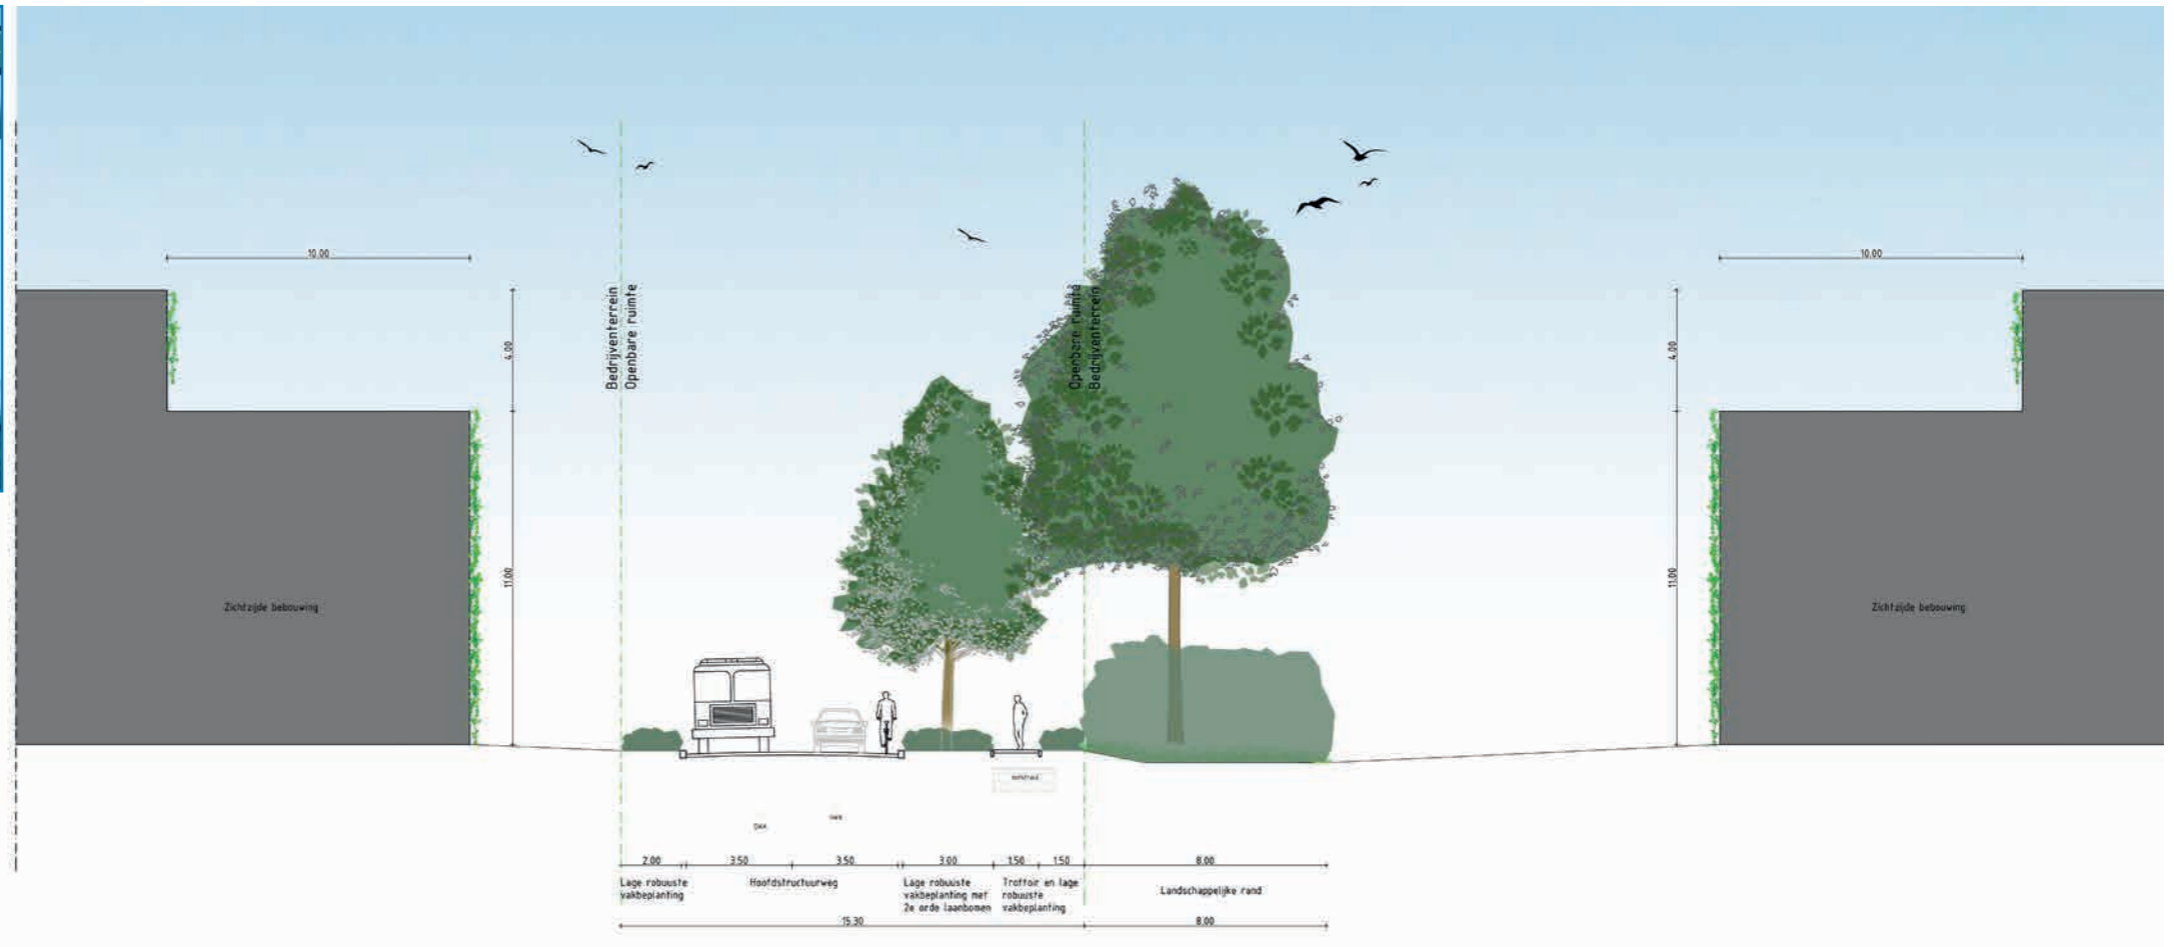 10.00
10.00
4.00
4.00
Bedrijventerrein
Openbare ruimte
Openbare ruimte
Bedrijventerrein
11.00
11.00
Zichtzijde bebouwing
Zichtzijde bebouwing
DWA
2.00 3.50 3.50 3.00 1.50 1.50 8.00
Lage robuuste
vakbeplanting
Hoofdstructuurweg
Lage robuuste
vakbeplanting met
2e orde laanbomen
Trottoir en lage
robuuste
vakbeplanting
Landschappelijke rand
15.30 8.00